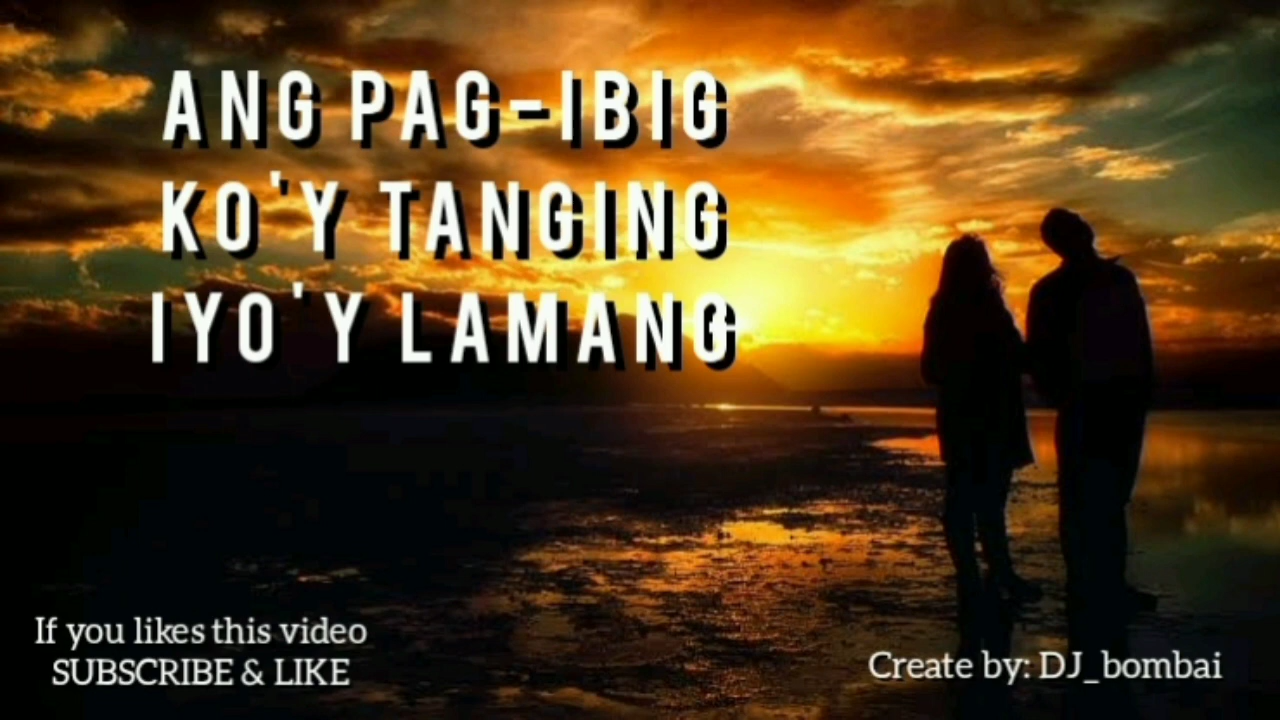 ANG PAG-IBIG
KO'Y TANGING
IYO'Y LAMANG
If you likes this video
SUBSCRIBE & LIKE
Create by: DJ_bombai